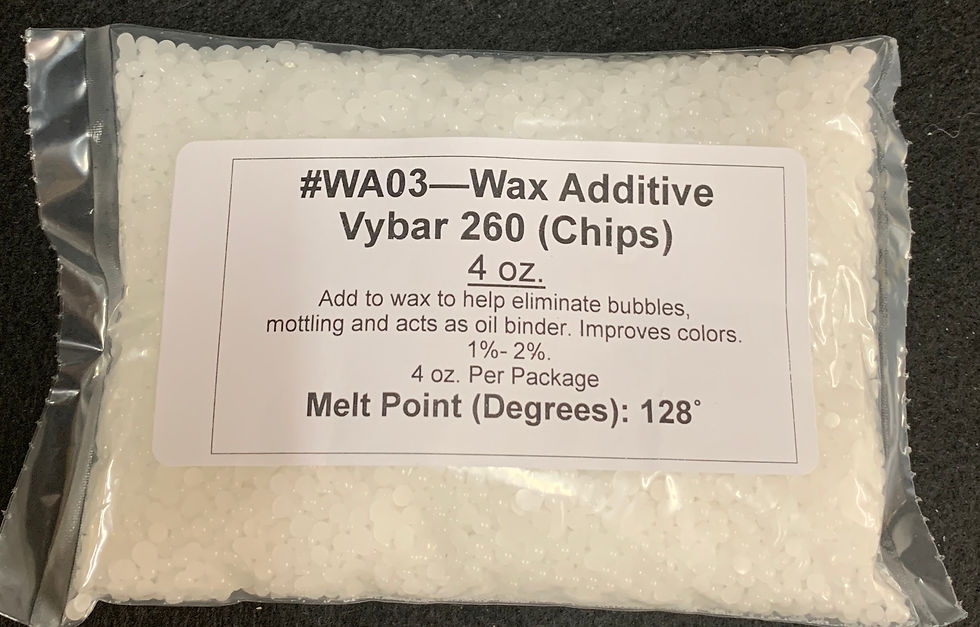 #WA03—Wax Additive
Vybar 260 (Chips)
4 oz.
Add to wax to help eliminate bubbles,
mottling and acts as oil binder. Improves colors.
1%- 2%.
4 oz. Per Package
Melt Point (Degrees): 128°